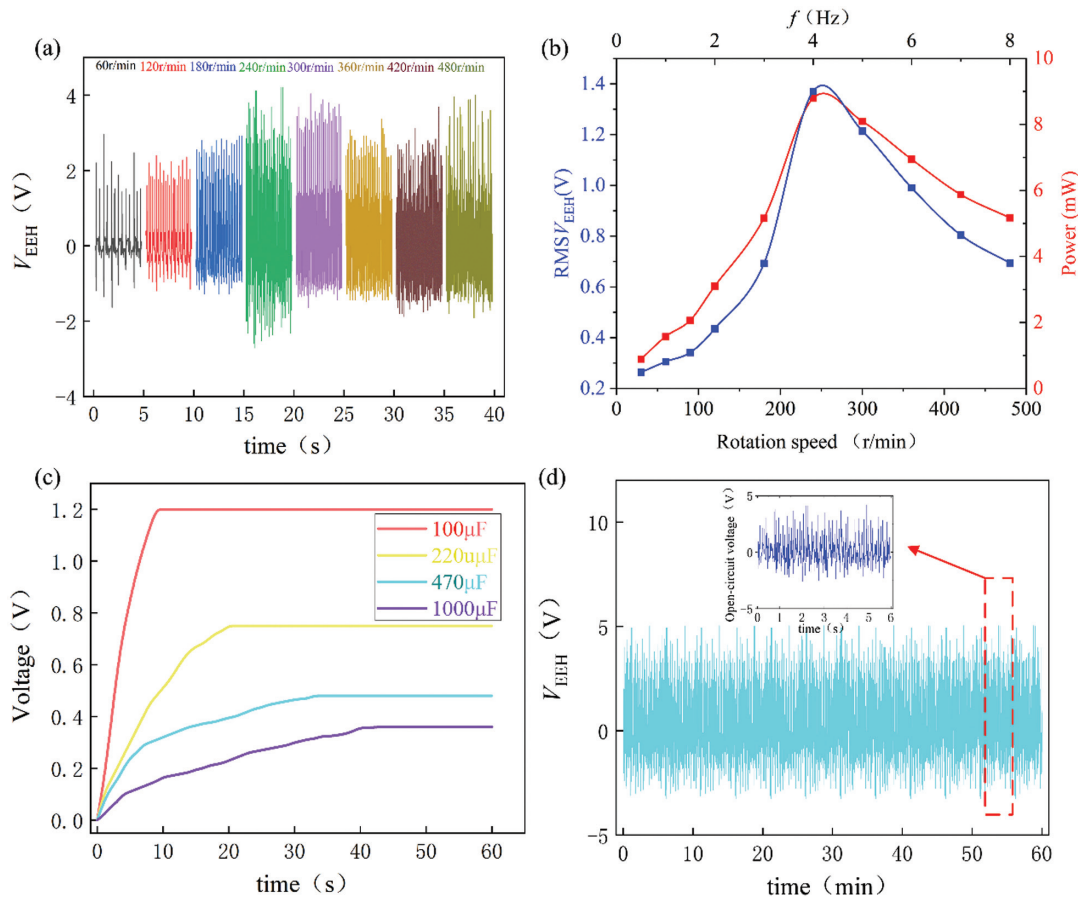 (a)
60r/min 120r/min 180r/min 240r/min 300r/min 360r/min 420r/min 480r/min
V_EEH (V)
4
2
0
−2
−4
0 5 10 15 20 25 30 35 40
time (s)
(b)
f (Hz)
0 2 4 6 8
RMSV_EEH(V)
1.4
1.2
1.0
0.8
0.6
0.4
0.2
Power (mW)
10
8
6
4
2
0
0 100 200 300 400 500
Rotation speed (r/min)
(c)
Voltage (V)
1.2
1.0
0.8
0.6
0.4
0.2
0.0
100μF
220uμF
470μF
1000μF
0 10 20 30 40 50 60
time (s)
(d)
V_EEH (V)
10
5
0
−5
Open-circuit voltage (V)
5
0
−5
0 1 2 3 4 5 6
time (s)
0 10 20 30 40 50 60
time (min)